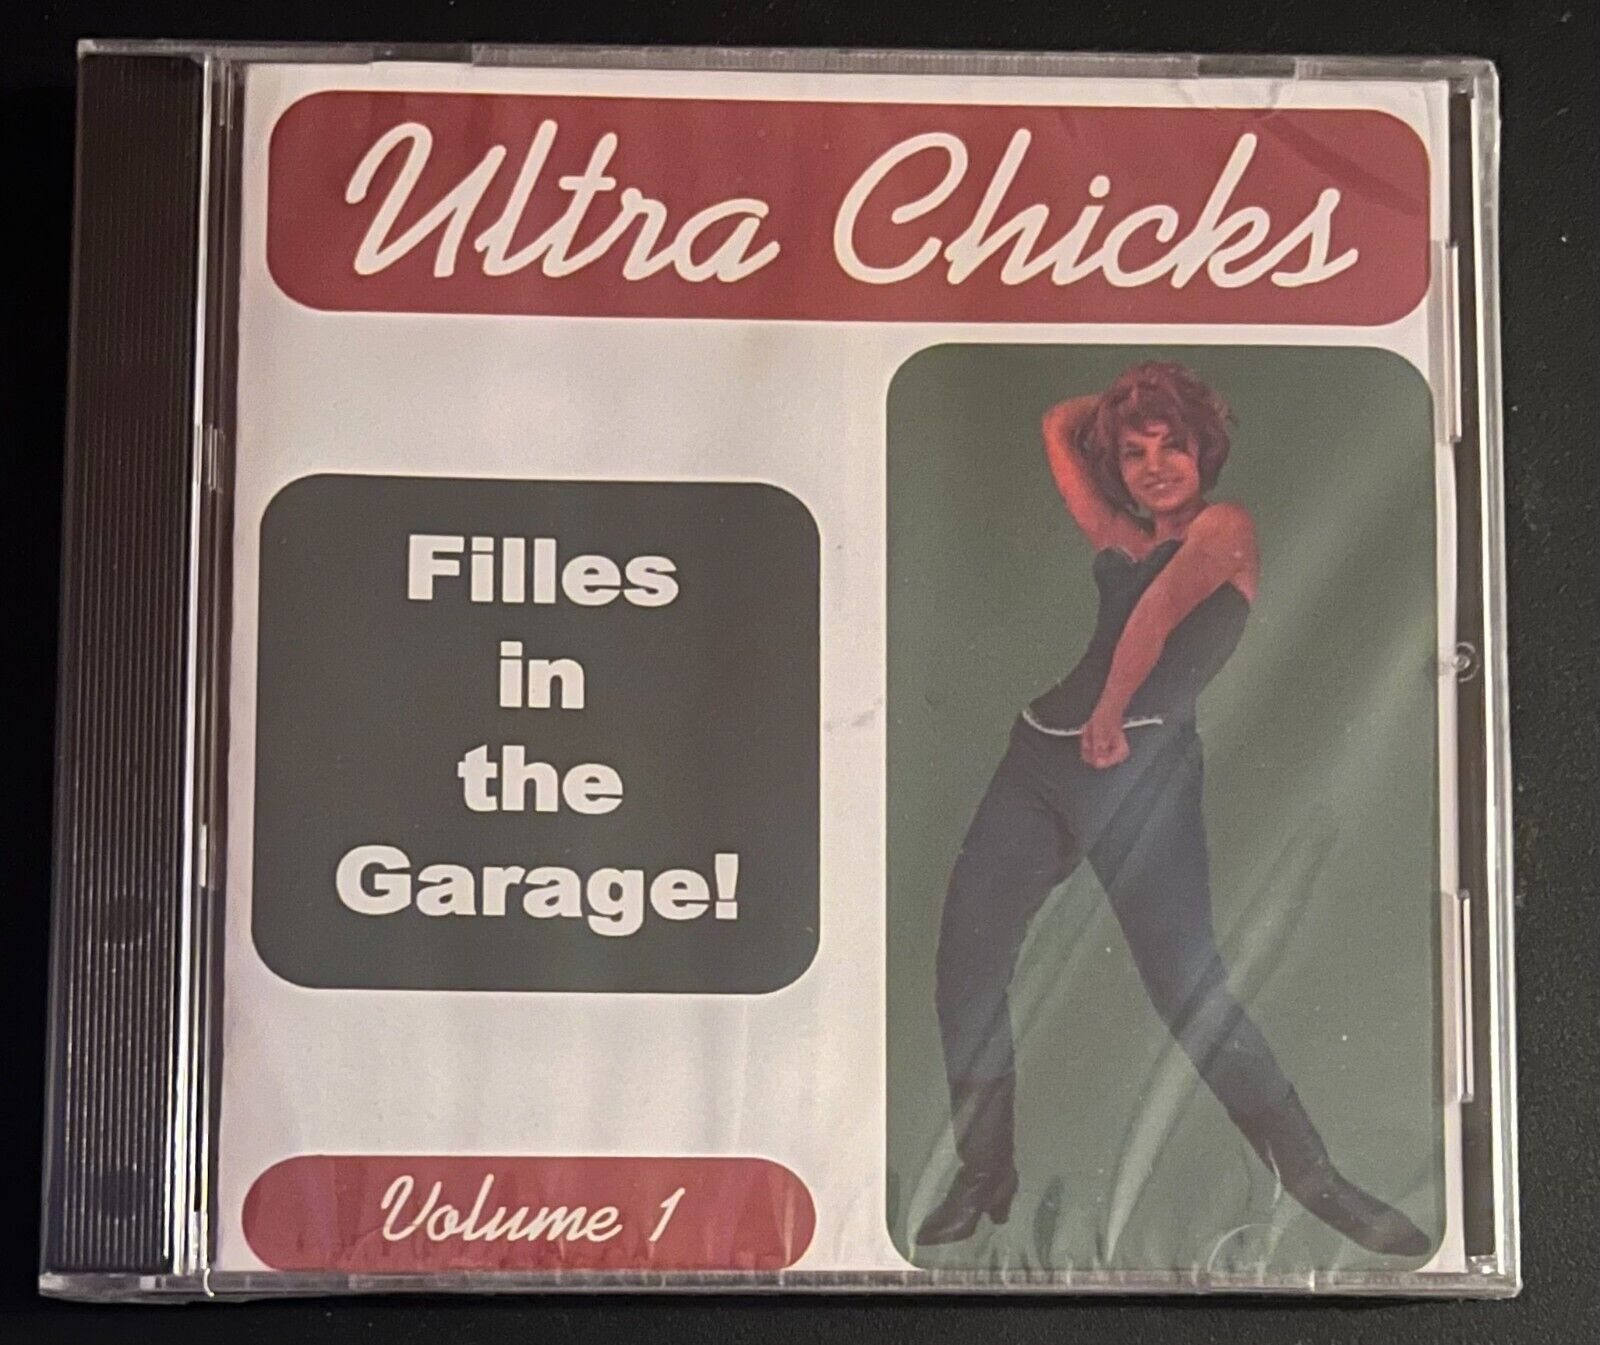 Ultra Chicks
Filles
in
the
Garage!
Volume 1